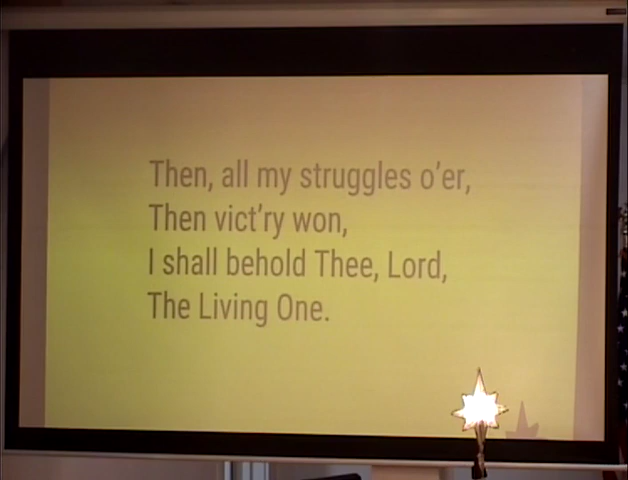 Then, all my struggles o’er,
Then vict’ry won,
I shall behold Thee, Lord,
The Living One.